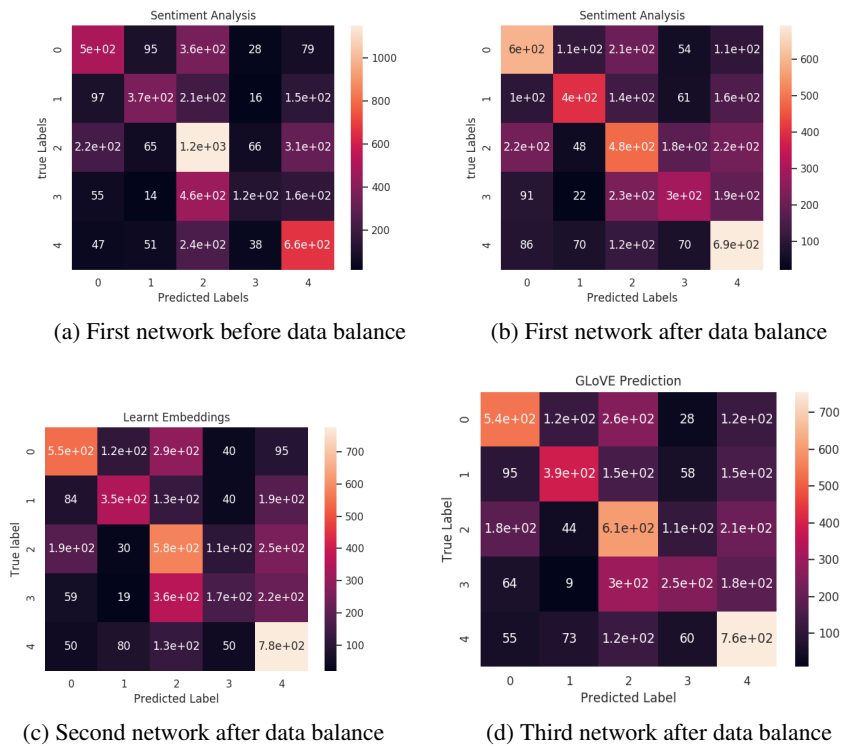 Sentiment Analysis
0 5e+02 95 3.6e+02 28 79
1 97 3.7e+02 2.1e+02 16 1.5e+02
2 2.2e+02 65 1.2e+03 66 3.1e+02
3 55 14 4.6e+02 1.2e+02 1.6e+02
4 47 51 2.4e+02 38 6.6e+02
0 1 2 3 4
true Labels
Predicted Labels
1000
800
600
400
200
(a) First network before data balance
Sentiment Analysis
0 6e+02 1.1e+02 2.1e+02 54 1.1e+02
1 1e+02 4e+02 1.4e+02 61 1.6e+02
2 2.2e+02 48 4.8e+02 1.8e+02 2.2e+02
3 91 22 2.3e+02 3e+02 1.9e+02
4 86 70 1.2e+02 70 6.9e+02
0 1 2 3 4
true Labels
Predicted Labels
600
500
400
300
200
100
(b) First network after data balance
Learnt Embeddings
0 5.5e+02 1.2e+02 2.9e+02 40 95
1 84 3.5e+02 1.3e+02 40 1.9e+02
2 1.9e+02 30 5.8e+02 1.1e+02 2.5e+02
3 59 19 3.6e+02 1.7e+02 2.2e+02
4 50 80 1.3e+02 50 7.8e+02
0 1 2 3 4
True label
Predicted Label
700
600
500
400
300
200
100
(c) Second network after data balance
GLoVE Prediction
0 5.4e+02 1.2e+02 2.6e+02 28 1.2e+02
1 95 3.9e+02 1.5e+02 58 1.5e+02
2 1.8e+02 44 6.1e+02 1.1e+02 2.1e+02
3 64 9 3e+02 2.5e+02 1.8e+02
4 55 73 1.2e+02 60 7.6e+02
0 1 2 3 4
True Label
Predicted Label
700
600
500
400
300
200
100
(d) Third network after data balance